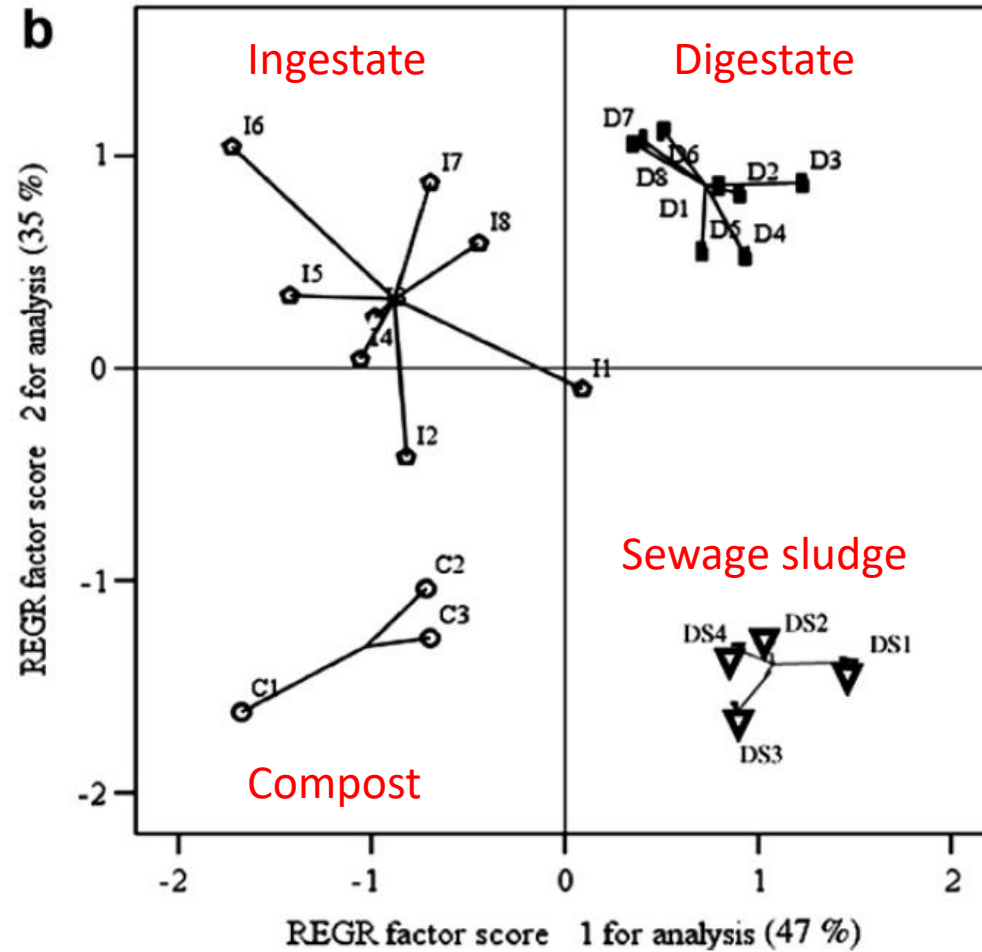 b
Ingestate
Digestate
I6
I7
I8
I5
I4
I1
I2
D7
D6
D8
D2
D3
D1
D5
D4
Sewage sludge
C2
C3
C1
DS4
DS2
DS1
DS3
Compost
1
0
-1
-2
-2
-1
0
1
2
REGR factor score 2 for analysis (35 %)
REGR factor score 1 for analysis (47 %)